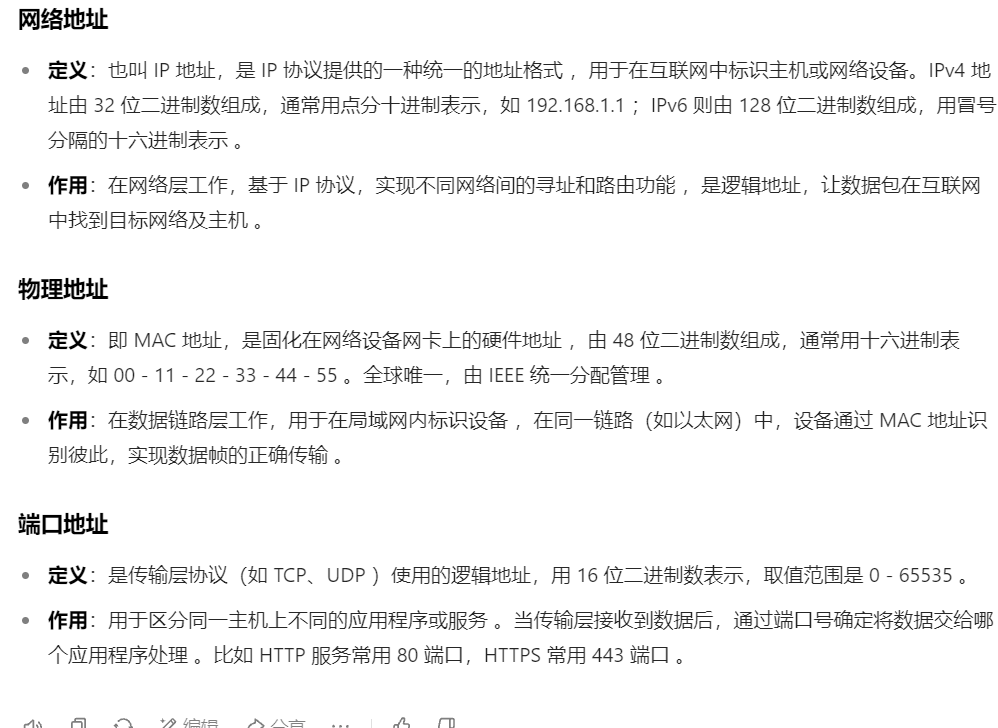 网络地址
定义：也叫 IP 地址，是 IP 协议提供的一种统一的地址格式 ，用于在互联网中标识主机或网络设备。IPv4 地
址由 32 位二进制数组成，通常用点分十进制表示，如 192.168.1.1 ；IPv6 则由 128 位二进制数组成，用冒号
分隔的十六进制表示 。
作用：在网络层工作，基于 IP 协议，实现不同网络间的寻址和路由功能 ，是逻辑地址，让数据包在互联网
中找到目标网络及主机 。
物理地址
定义：即 MAC 地址，是固化在网络设备网卡上的硬件地址 ，由 48 位二进制数组成，通常用十六进制表
示，如 00 - 11 - 22 - 33 - 44 - 55 。全球唯一，由 IEEE 统一分配管理 。
作用：在数据链路层工作，用于在局域网内标识设备 ，在同一链路（如以太网）中，设备通过 MAC 地址识
别彼此，实现数据帧的正确传输 。
端口地址
定义：是传输层协议（如 TCP、UDP ）使用的逻辑地址，用 16 位二进制数表示，取值范围是 0 - 65535 。
作用：用于区分同一主机上不同的应用程序或服务 。当传输层接收到数据后，通过端口号确定将数据交给哪
个应用程序处理 。比如 HTTP 服务常用 80 端口，HTTPS 常用 443 端口 。
编辑 分享